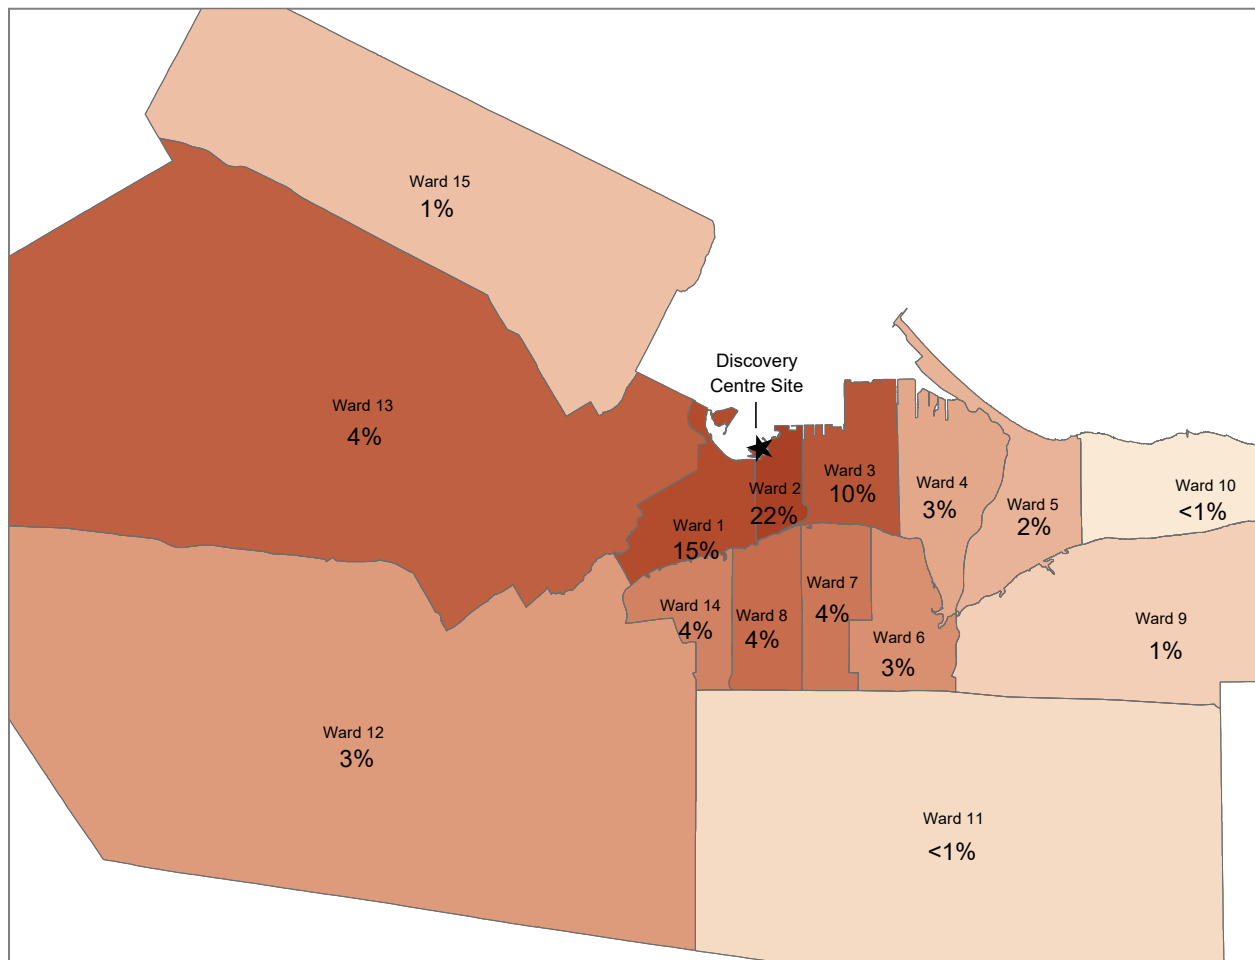 Ward 15
1%
Discovery
Centre Site
Ward 13
4%
Ward 3
10%
Ward 4
3%
Ward 2
22%
Ward 10
<1%
Ward 5
2%
Ward 1
15%
Ward 7
4%
Ward 14
4%
Ward 8
4%
Ward 6
3%
Ward 9
1%
Ward 12
3%
Ward 11
<1%